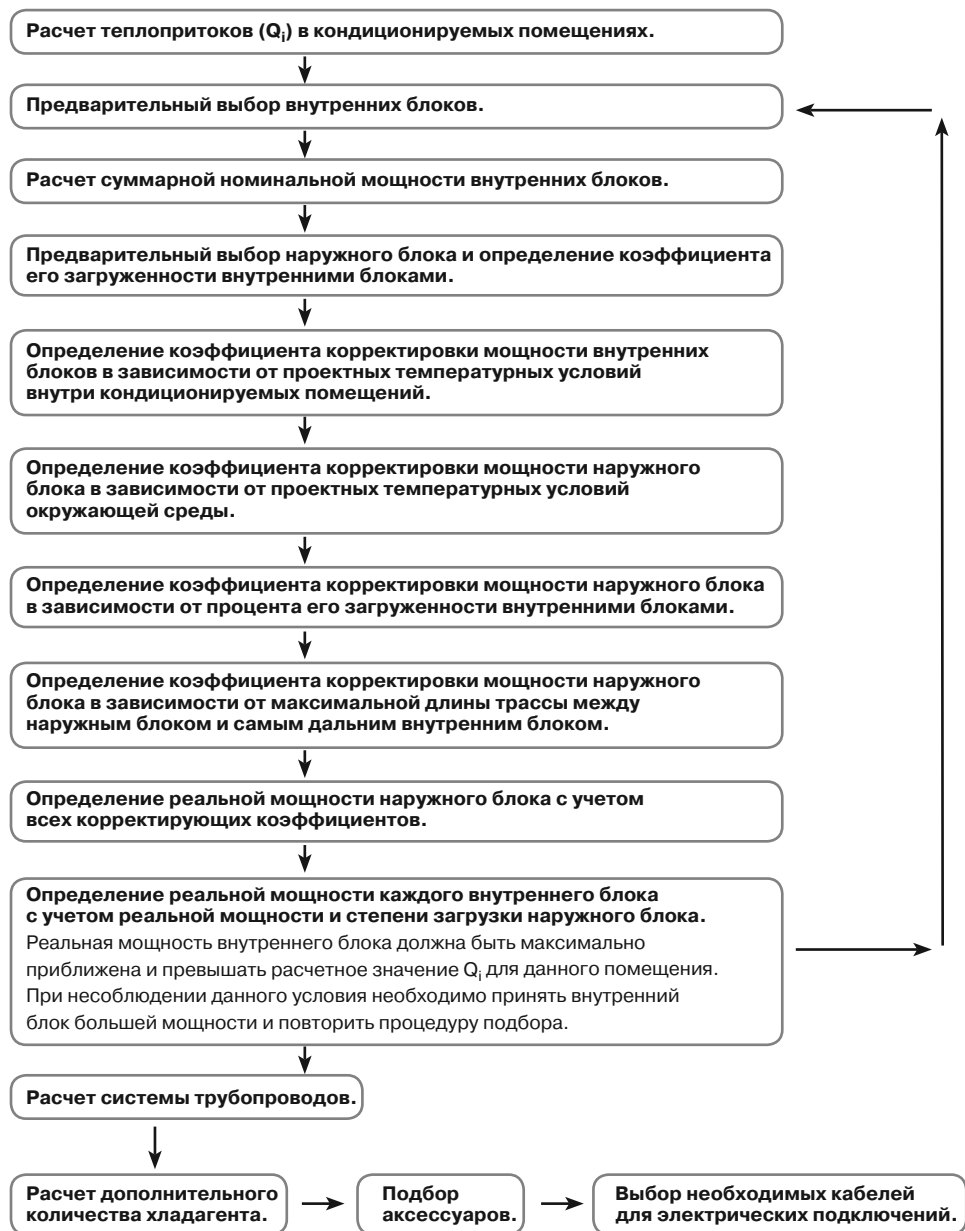 Расчет теплопритоков (Qi) в кондиционируемых помещениях.
Предварительный выбор внутренних блоков.
Расчет суммарной номинальной мощности внутренних блоков.
Предварительный выбор наружного блока и определение коэффициента
его загруженности внутренними блоками.
Определение коэффициента корректировки мощности внутренних
блоков в зависимости от проектных температурных условий
внутри кондиционируемых помещений.
Определение коэффициента корректировки мощности наружного
блока в зависимости от проектных температурных условий
окружающей среды.
Определение коэффициента корректировки мощности наружного блока
в зависимости от процента его загруженности внутренними блоками.
Определение коэффициента корректировки мощности наружного
блока в зависимости от максимальной длины трассы между
наружным блоком и самым дальним внутренним блоком.
Определение реальной мощности наружного блока с учетом
всех корректирующих коэффициентов.
Определение реальной мощности каждого внутреннего блока
с учетом реальной мощности и степени загрузки наружного блока.
Реальная мощность внутреннего блока должна быть максимально
приближена и превышать расчетное значение Qi для данного помещения.
При несоблюдении данного условия необходимо принять внутренний
блок большей мощности и повторить процедуру подбора.
Расчет системы трубопроводов.
Расчет дополнительного
количества хладагента.
Подбор
аксессуаров.
Выбор необходимых кабелей
для электрических подключений.